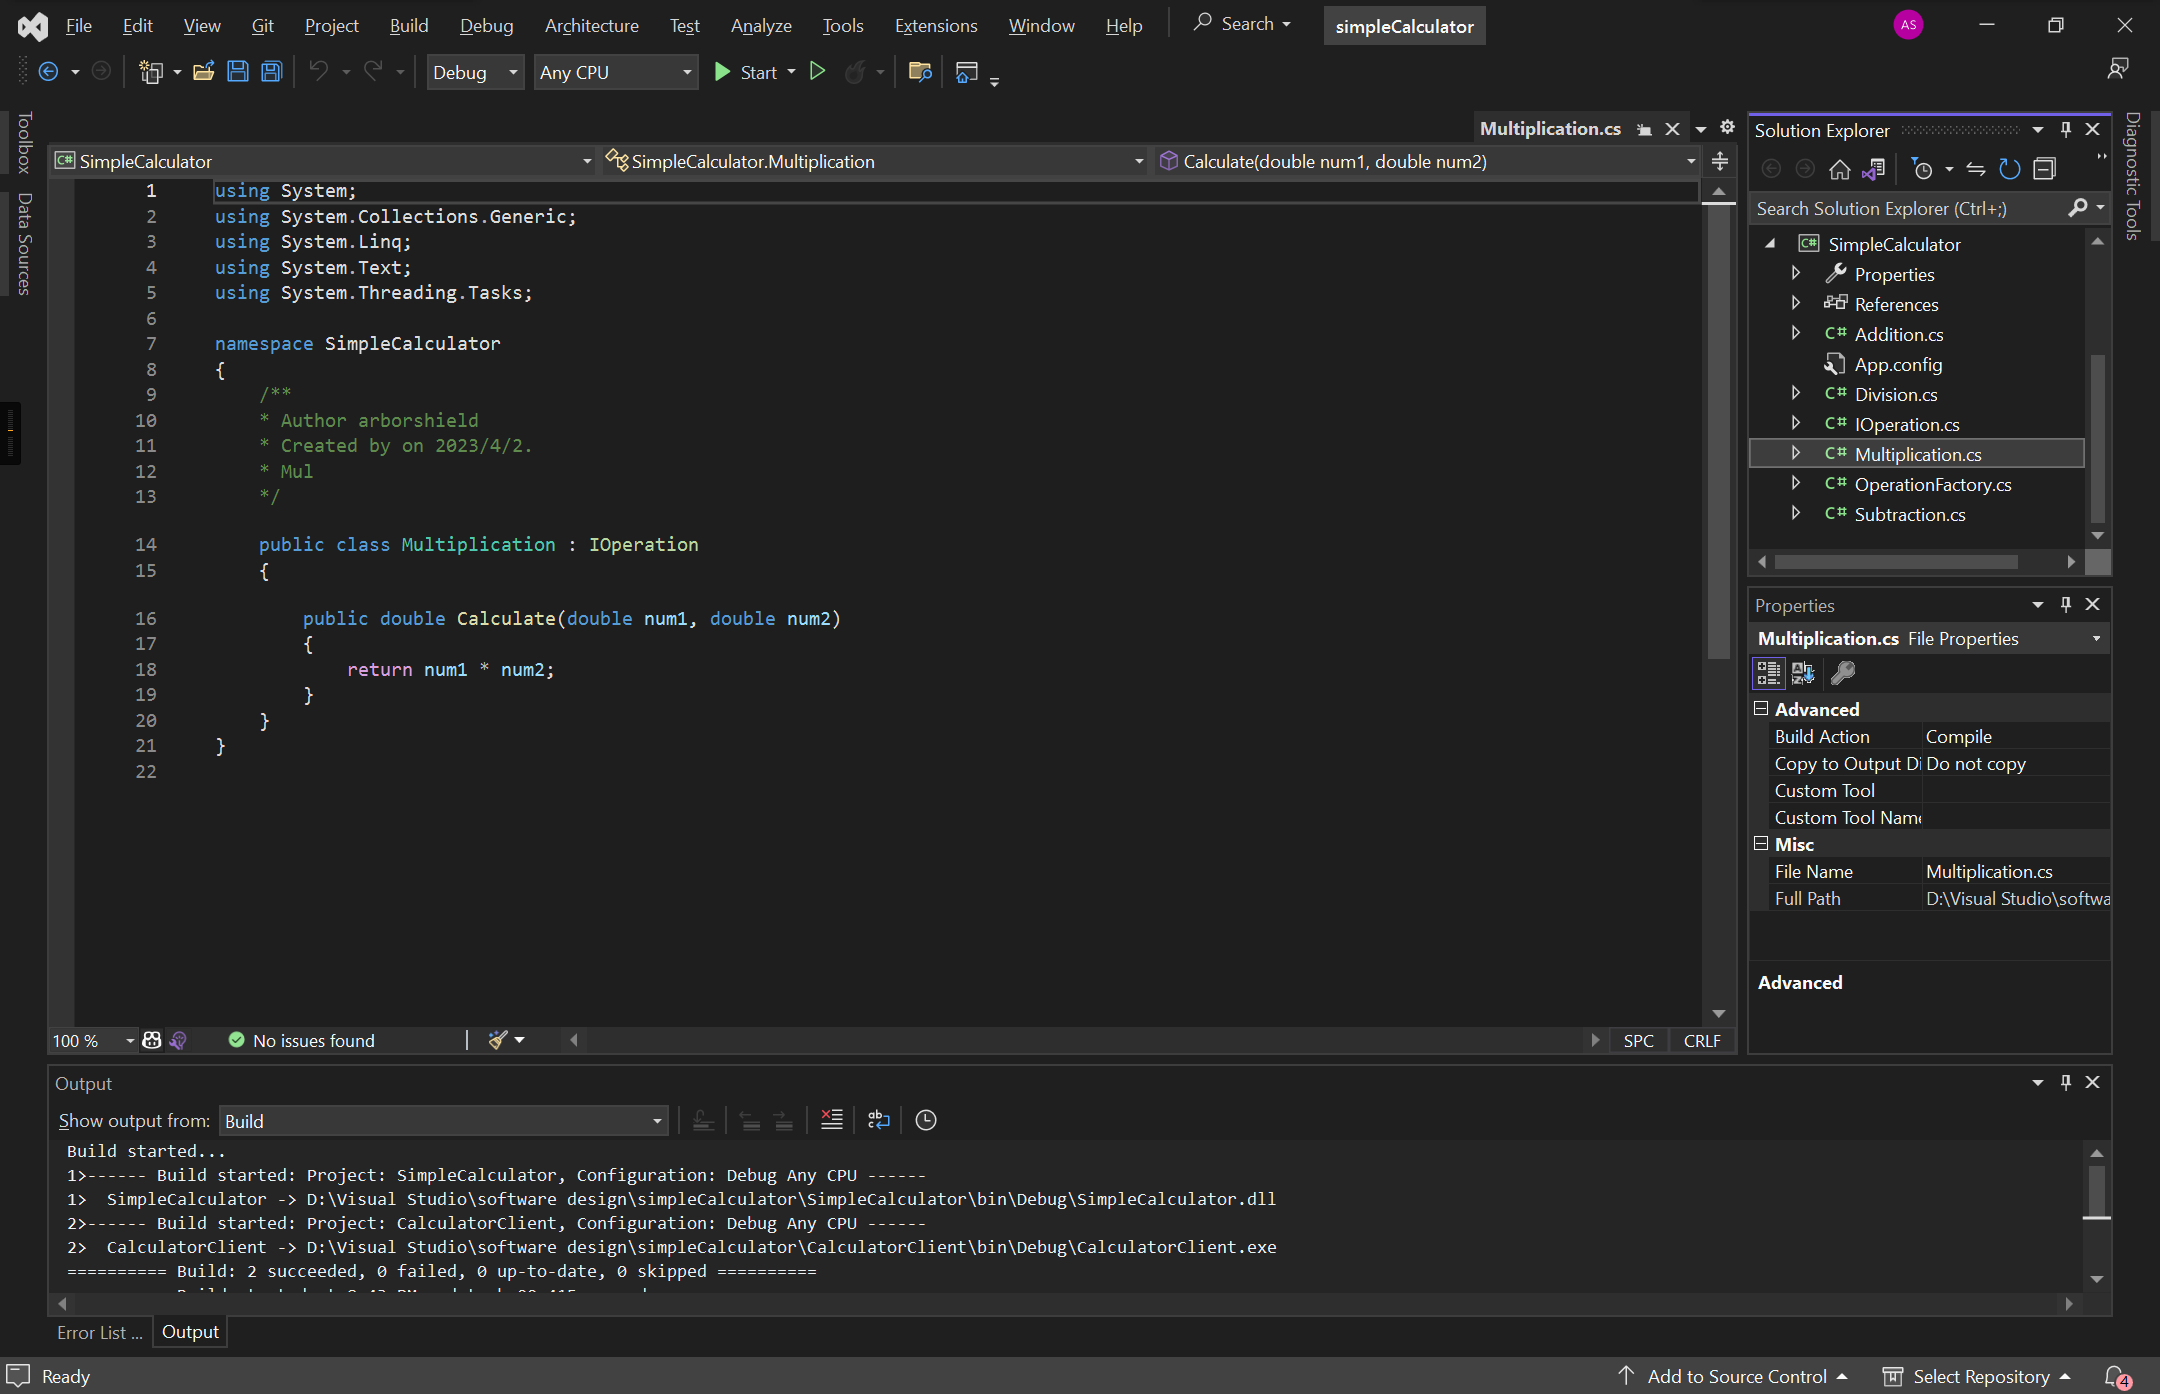 File Edit View Git Project Build Debug Architecture Test Analyze Tools Extensions Window Help Search simpleCalculator AS
Debug Any CPU Start
Toolbox
Data Sources
Multiplication.cs
SimpleCalculator SimpleCalculator.Multiplication Calculate(double num1, double num2)
1 using System;
2 using System.Collections.Generic;
3 using System.Linq;
4 using System.Text;
5 using System.Threading.Tasks;
6
7 namespace SimpleCalculator
8 {
9 /**
10 * Author arborshield
11 * Created by on 2023/4/2.
12 * Mul
13 */
14 public class Multiplication : IOperation
15 {
16 public double Calculate(double num1, double num2)
17 {
18 return num1 * num2;
19 }
20 }
21 }
22
100 % No issues found SPC CRLF
Solution Explorer
Search Solution Explorer (Ctrl+;)
C# SimpleCalculator
Properties
References
C# Addition.cs
App.config
C# Division.cs
C# IOperation.cs
C# Multiplication.cs
C# OperationFactory.cs
C# Subtraction.cs
Diagnostic Tools
Properties
Multiplication.cs File Properties
Advanced
Build Action Compile
Copy to Output Di Do not copy
Custom Tool
Custom Tool Name
Misc
File Name Multiplication.cs
Full Path D:\Visual Studio\softwa
Advanced
Output
Show output from: Build
Build started...
1>------ Build started: Project: SimpleCalculator, Configuration: Debug Any CPU ------
1>  SimpleCalculator -> D:\Visual Studio\software design\simpleCalculator\SimpleCalculator\bin\Debug\SimpleCalculator.dll
2>------ Build started: Project: CalculatorClient, Configuration: Debug Any CPU ------
2>  CalculatorClient -> D:\Visual Studio\software design\simpleCalculator\CalculatorClient\bin\Debug\CalculatorClient.exe
========== Build: 2 succeeded, 0 failed, 0 up-to-date, 0 skipped ==========
Error List ... Output
Ready Add to Source Control Select Repository 4